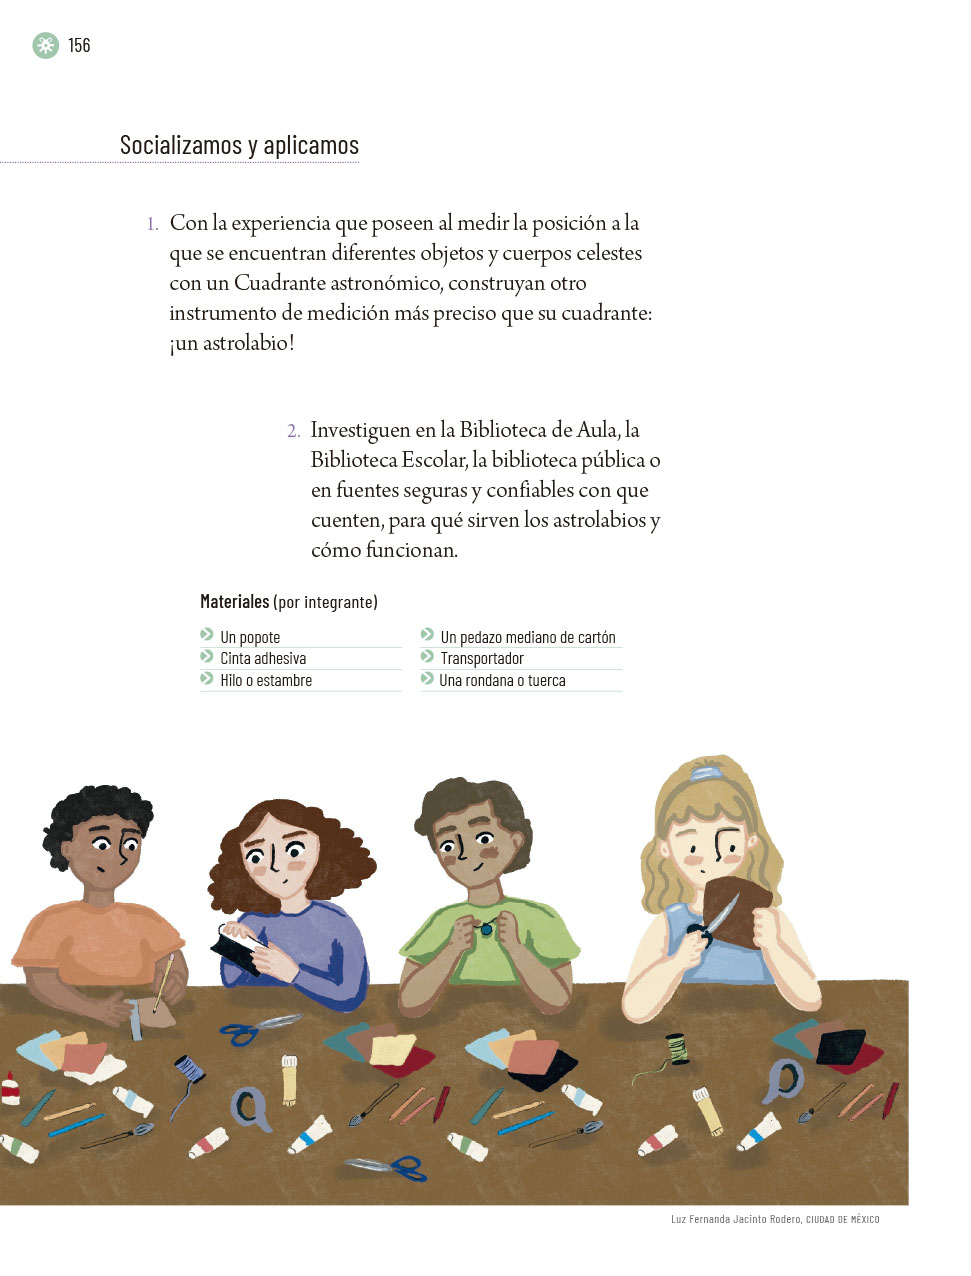 156
Socializamos y aplicamos
1. Con la experiencia que poseen al medir la posición a la
que se encuentran diferentes objetos y cuerpos celestes
con un Cuadrante astronómico, construyan otro
instrumento de medición más preciso que su cuadrante:
¡un astrolabio!
2. Investiguen en la Biblioteca de Aula, la
Biblioteca Escolar, la biblioteca pública o
en fuentes seguras y confiables con que
cuenten, para qué sirven los astrolabios y
cómo funcionan.
Materiales (por integrante)
Un popote
Cinta adhesiva
Hilo o estambre
Un pedazo mediano de cartón
Transportador
Una rondana o tuerca
Luz Fernanda Jacinto Rodero, CIUDAD DE MÉXICO